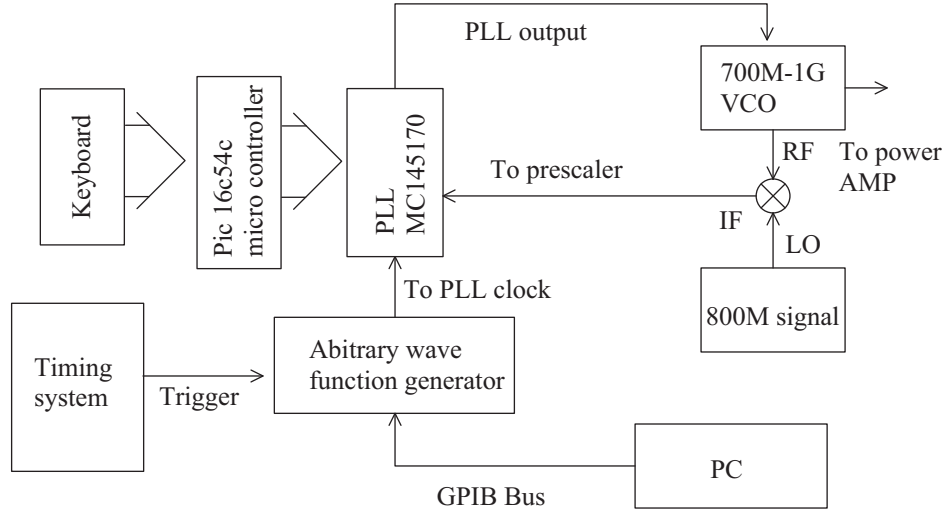 PLL output
700M-1G
VCO
Keyboard
Pic 16c54c
micro controller
PLL
MC145170
To prescaler
RF
To power
AMP
IF
LO
To PLL clock
800M signal
Timing
system
Trigger
Abitrary wave
function generator
GPIB Bus
PC